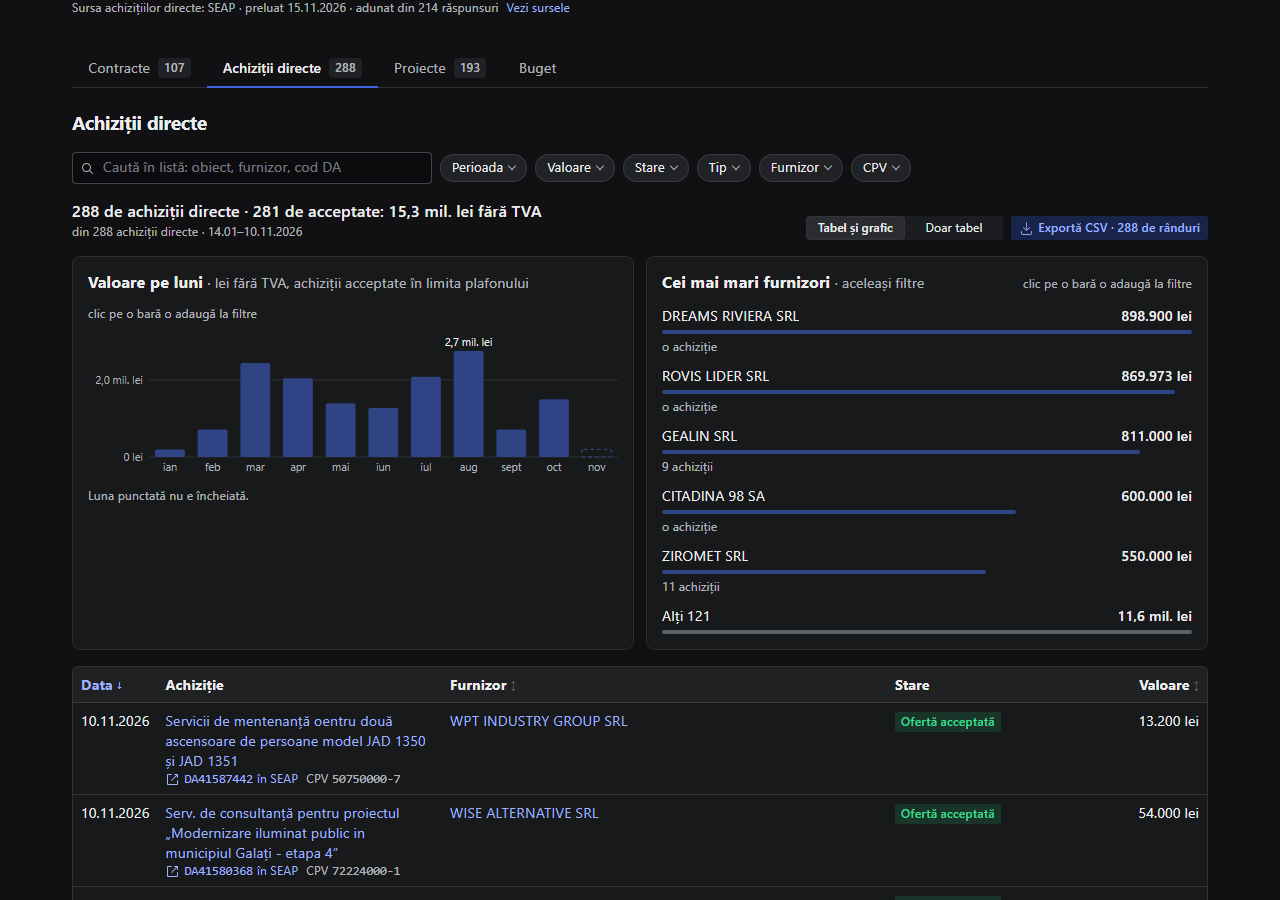 Sursa achizițiilor directe: SEAP · preluat 15.11.2026 · adunat din 214 răspunsuri Vezi sursele
Contracte 107 Achiziții directe 288 Proiecte 193 Buget
Achiziții directe
Caută în listă: obiect, furnizor, cod DA
Perioada Valoare Stare Tip Furnizor CPV
288 de achiziții directe · 281 de acceptate: 15,3 mil. lei fără TVA
din 288 achiziții directe · 14.01–10.11.2026
Tabel și grafic Doar tabel Exportă CSV · 288 de rânduri
Valoare pe luni · lei fără TVA, achiziții acceptate în limita plafonului
clic pe o bară o adaugă la filtre
2,7 mil. lei
2,0 mil. lei
0 lei
ian feb mar apr mai iun iul aug sept oct nov
Luna punctată nu e încheiată.
Cei mai mari furnizori · aceleași filtre clic pe o bară o adaugă la filtre
DREAMS RIVIERA SRL 898.900 lei
o achiziție
ROVIS LIDER SRL 869.973 lei
o achiziție
GEALIN SRL 811.000 lei
9 achiziții
CITADINA 98 SA 600.000 lei
o achiziție
ZIROMET SRL 550.000 lei
11 achiziții
Alți 121 11,6 mil. lei
Data ↓ Achiziție Furnizor ↕ Stare Valoare ↕
10.11.2026 Servicii de mentenanță oentru două WPT INDUSTRY GROUP SRL Ofertă acceptată 13.200 lei
ascensoare de persoane model JAD 1350
și JAD 1351
DA41587442 în SEAP CPV 50750000-7
10.11.2026 Serv. de consultanță pentru proiectul WISE ALTERNATIVE SRL Ofertă acceptată 54.000 lei
„Modernizare iluminat public in
municipiul Galați - etapa 4”
DA41580368 în SEAP CPV 72224000-1